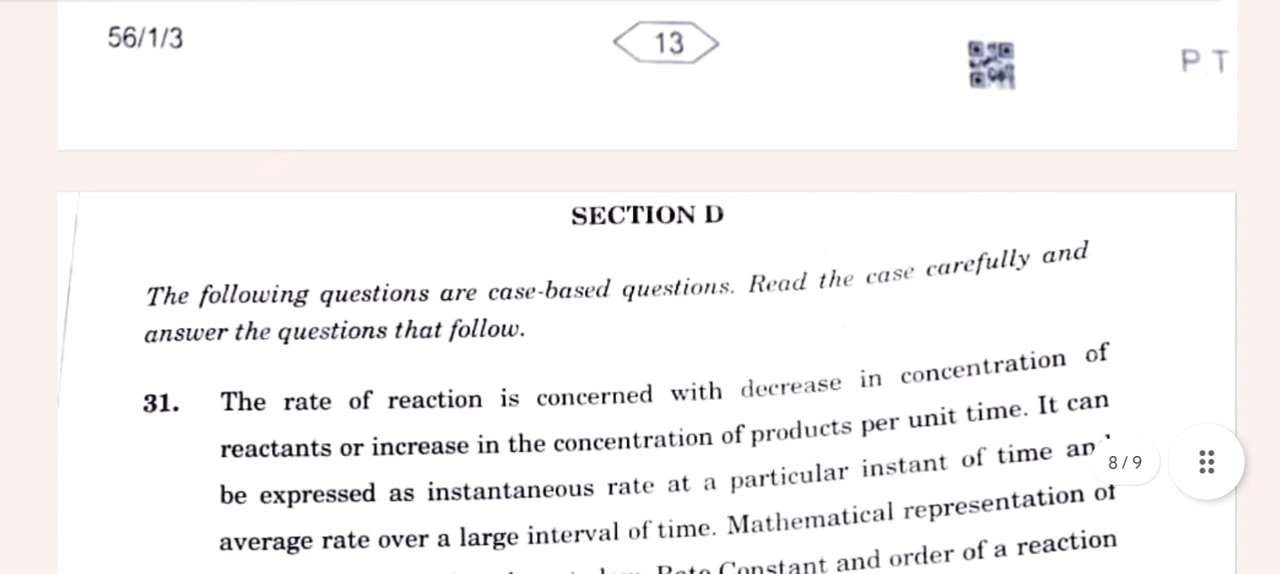 56/1/3
13
P T
SECTION D
The following questions are case-based questions. Read the case carefully and
answer the questions that follow.
31. The rate of reaction is concerned with decrease in concentration of
reactants or increase in the concentration of products per unit time. It can
be expressed as instantaneous rate at a particular instant of time and
8/9
average rate over a large interval of time. Mathematical representation of
Rate Constant and order of a reaction